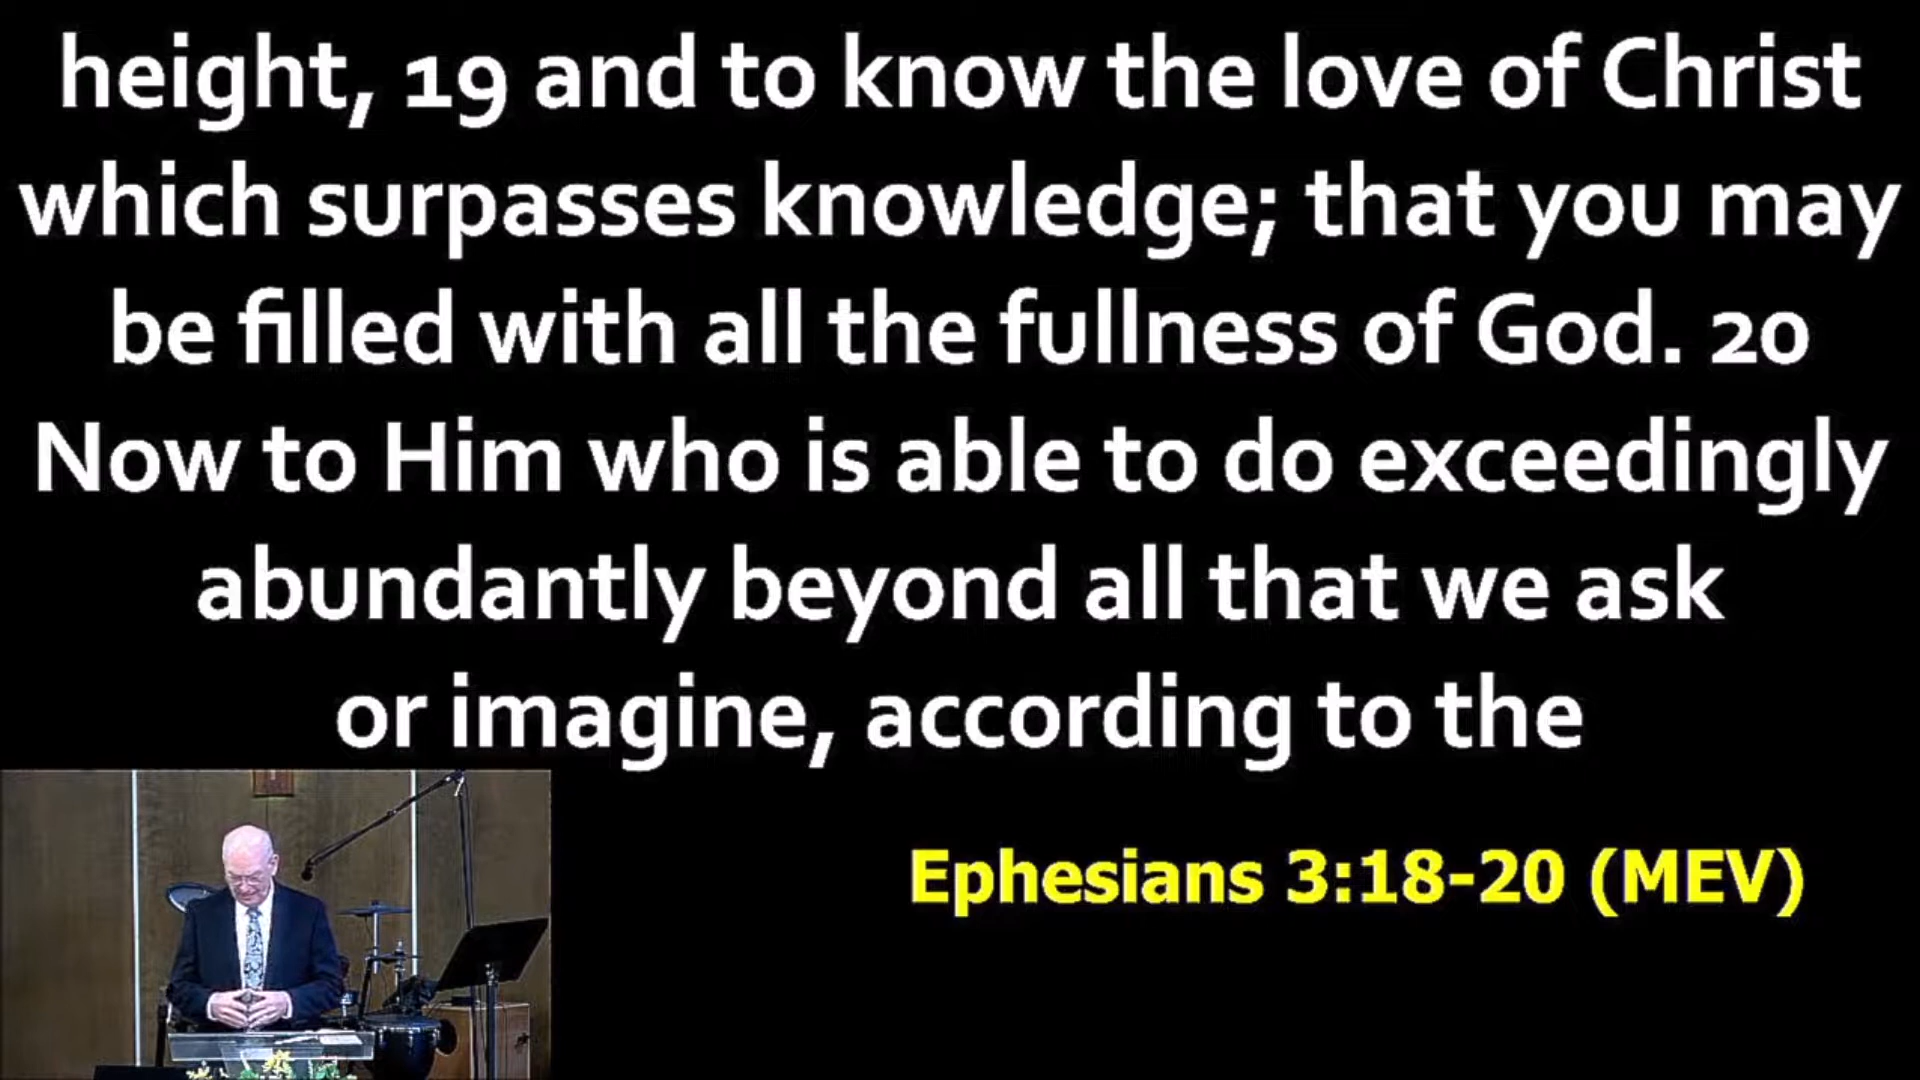 height, 19 and to know the love of Christ
which surpasses knowledge; that you may
be filled with all the fullness of God. 20
Now to Him who is able to do exceedingly
abundantly beyond all that we ask
or imagine, according to the
Ephesians 3:18-20 (MEV)